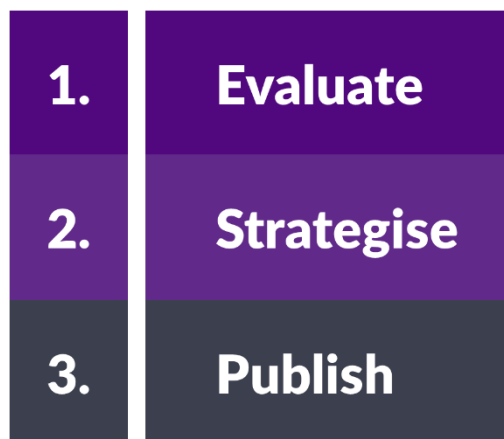 1. Evaluate
2. Strategise
3. Publish